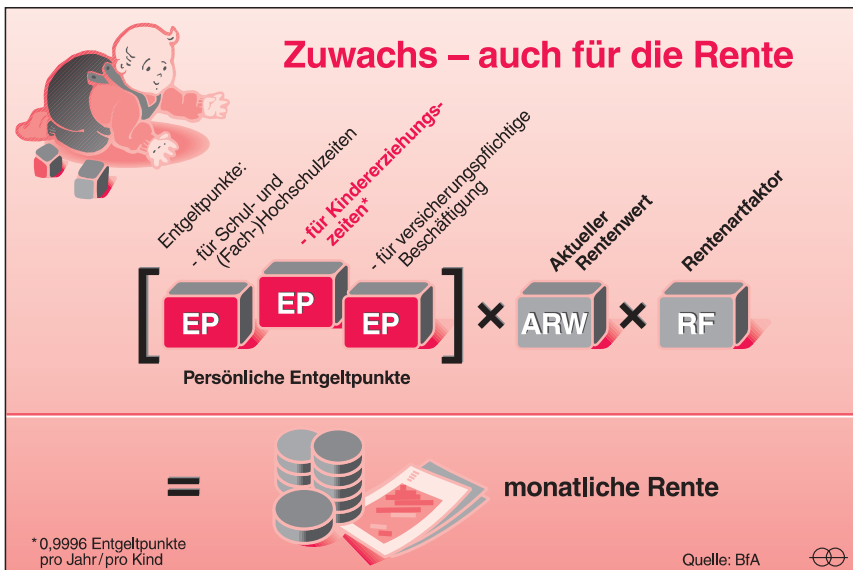 Zuwachs – auch für die Rente
Entgeltpunkte:
- für Schul- und
(Fach-)Hochschulzeiten
- für Kindererziehungs-
zeiten*
- für versicherungspflichtige
Beschäftigung
Aktueller
Rentenwert
Rentenartfaktor
[ EP EP EP ] × ARW × RF
Persönliche Entgeltpunkte
= monatliche Rente
* 0,9996 Entgeltpunkte
pro Jahr/pro Kind
Quelle: BfA